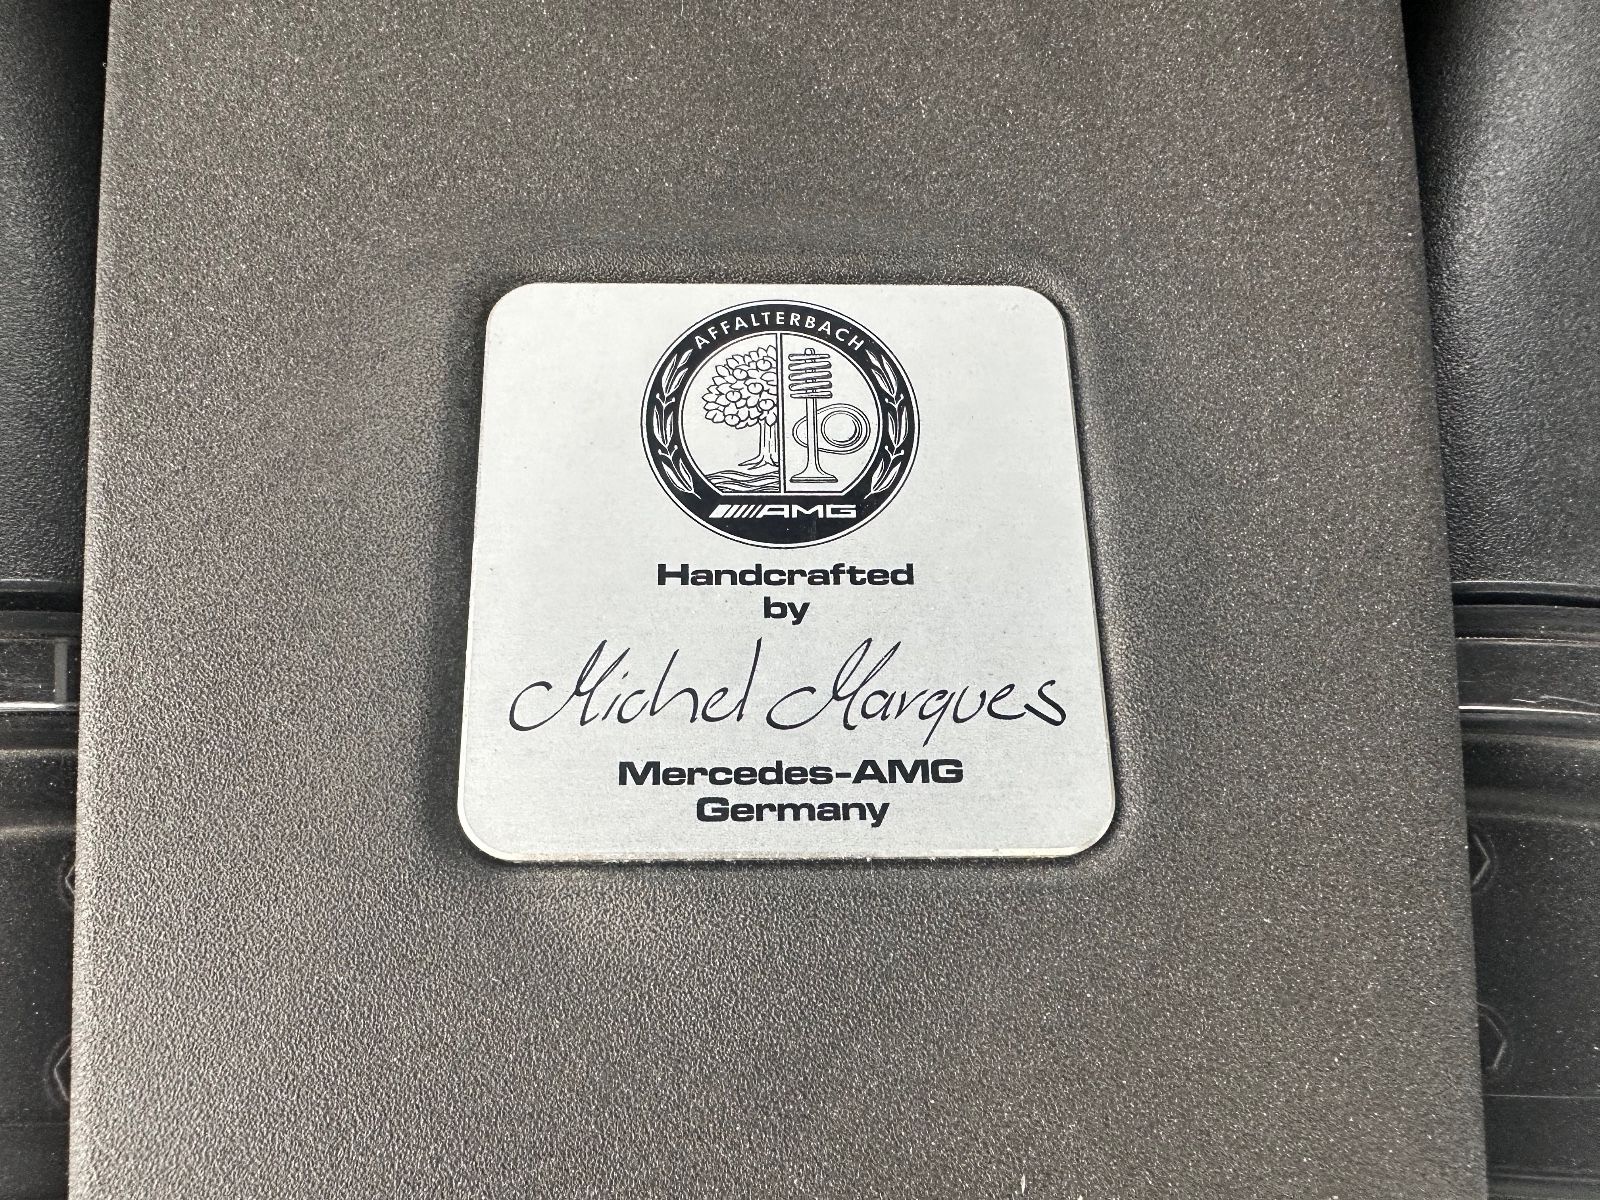 AFFALTERBACH
AMG
Handcrafted
by
Michel Marques
Mercedes-AMG
Germany